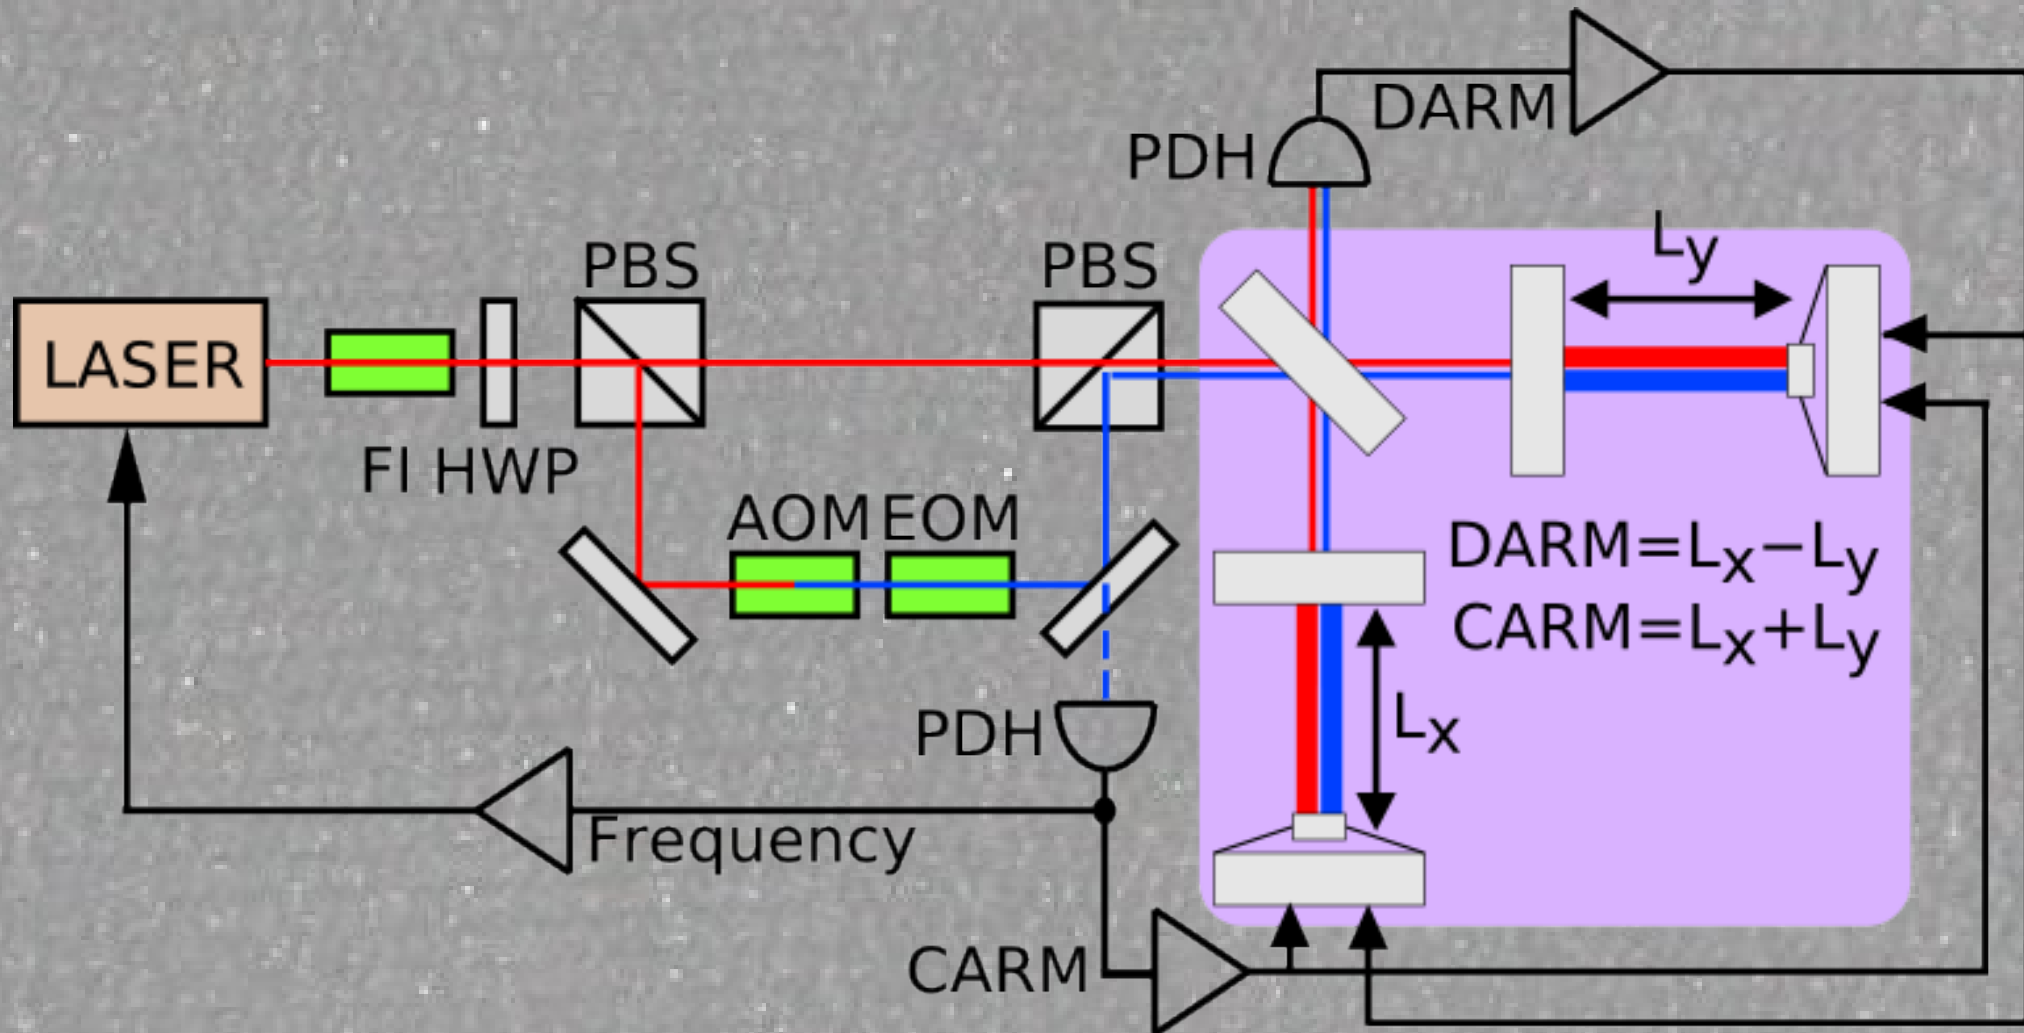 DARM
PDH
Ly
PBS
PBS
LASER
FI HWP
AOM EOM
DARM=Lx−Ly
CARM=Lx+Ly
Lx
PDH
Frequency
CARM